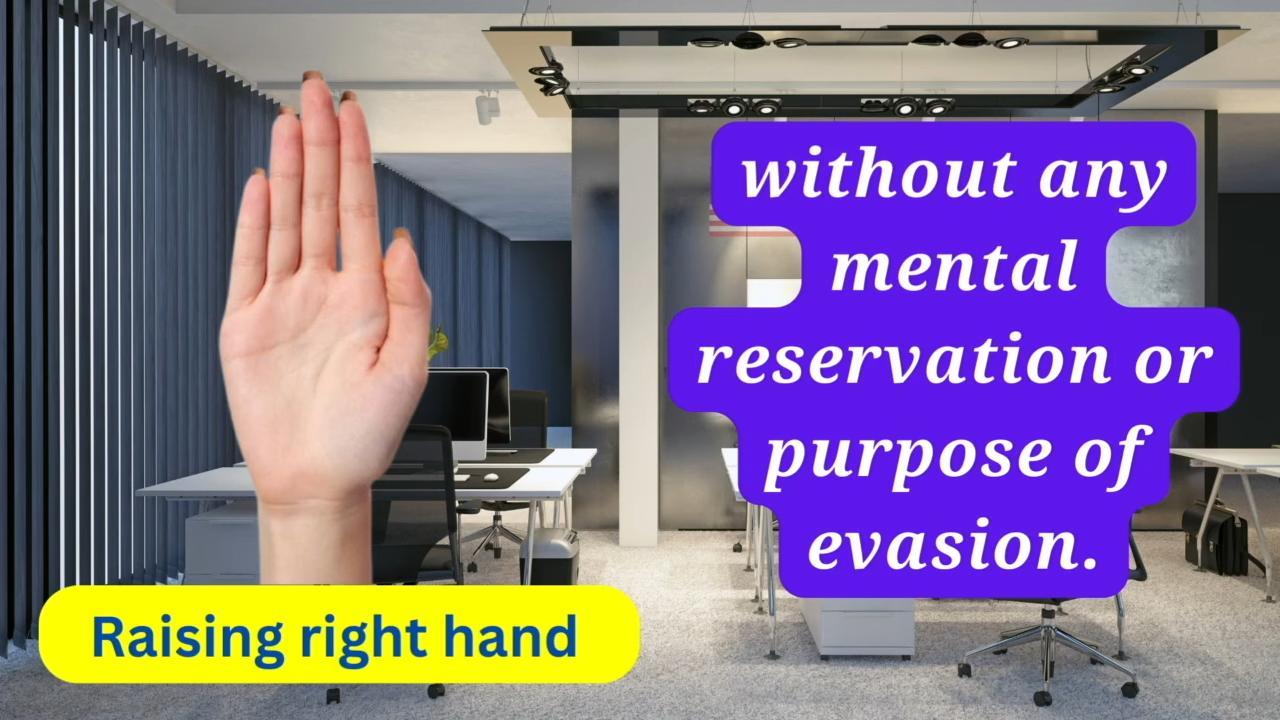 without any
mental
reservation or
purpose of
evasion.
Raising right hand